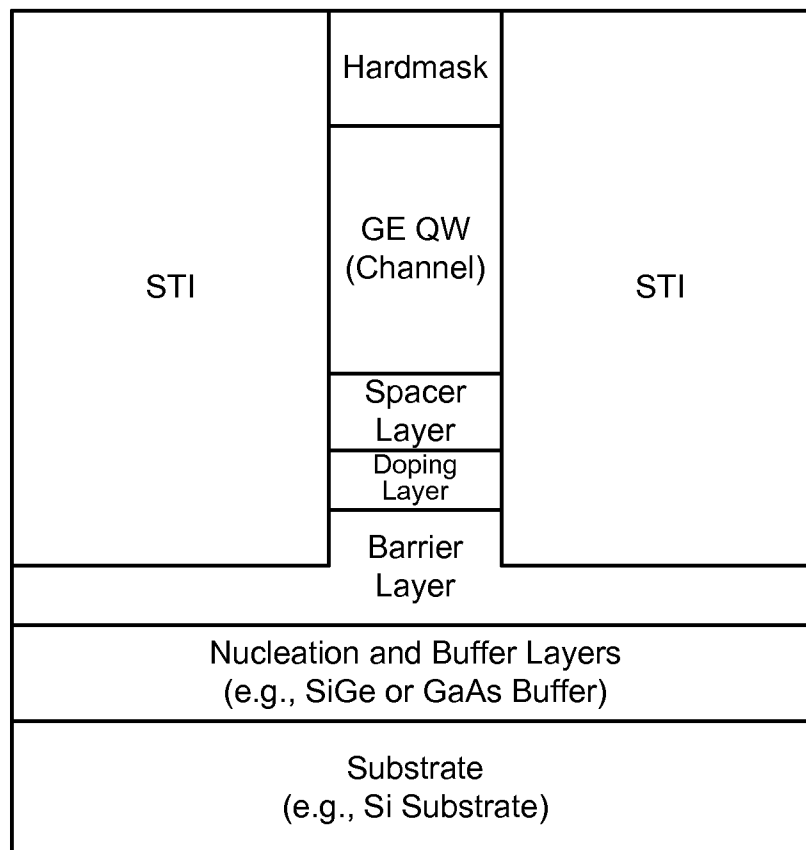 Hardmask
GE QW
(Channel)
STI
STI
Spacer
Layer
Doping
Layer
Barrier
Layer
Nucleation and Buffer Layers
(e.g., SiGe or GaAs Buffer)
Substrate
(e.g., Si Substrate)